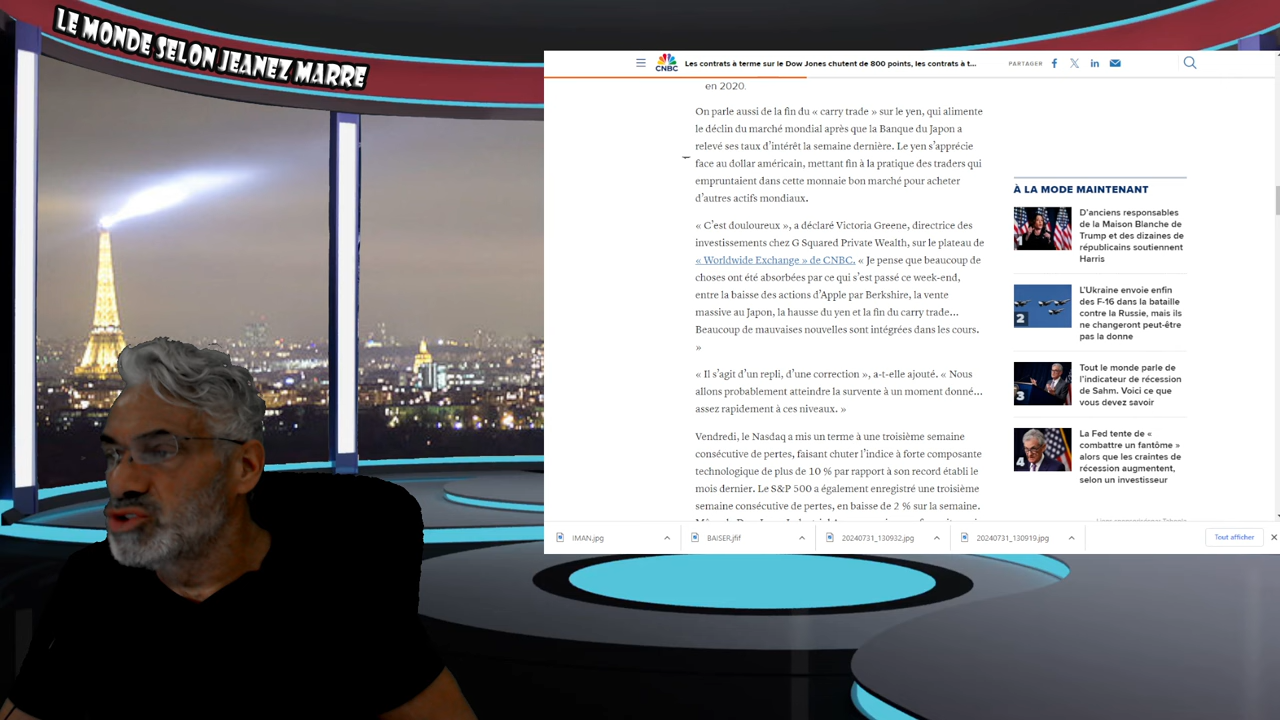 LE MONDE SELON JEANEZ MARRE
CNBC
Les contrats à terme sur le Dow Jones chutent de 800 points, les contrats à t...
PARTAGER
en 2020.
On parle aussi de la fin du « carry trade » sur le yen, qui alimente
le déclin du marché mondial après que la Banque du Japon a
relevé ses taux d'intérêt la semaine dernière. Le yen s'apprécie
face au dollar américain, mettant fin à la pratique des traders qui
empruntaient dans cette monnaie bon marché pour acheter
d'autres actifs mondiaux.
« C'est douloureux », a déclaré Victoria Greene, directrice des
investissements chez G Squared Private Wealth, sur le plateau de
« Worldwide Exchange » de CNBC. « Je pense que beaucoup de
choses ont été absorbées par ce qui s'est passé ce week-end,
entre la baisse des actions d'Apple par Berkshire, la vente
massive au Japon, la hausse du yen et la fin du carry trade...
Beaucoup de mauvaises nouvelles sont intégrées dans les cours.
»
« Il s'agit d'un repli, d'une correction », a-t-elle ajouté. « Nous
allons probablement atteindre la survente à un moment donné...
assez rapidement à ces niveaux. »
Vendredi, le Nasdaq a mis un terme à une troisième semaine
consécutive de pertes, faisant chuter l'indice à forte composante
technologique de plus de 10 % par rapport à son record établi le
mois dernier. Le S&P 500 a également enregistré une troisième
semaine consécutive de pertes, en baisse de 2 % sur la semaine.
À LA MODE MAINTENANT
1
D'anciens responsables
de la Maison Blanche de
Trump et des dizaines de
républicains soutiennent
Harris
2
L'Ukraine envoie enfin
des F-16 dans la bataille
contre la Russie, mais ils
ne changeront peut-être
pas la donne
3
Tout le monde parle de
l'indicateur de récession
de Sahm. Voici ce que
vous devez savoir
4
La Fed tente de «
combattre un fantôme »
alors que les craintes de
récession augmentent,
selon un investisseur
IMAN.jpg
BAISER.jfif
20240731_130932.jpg
20240731_130919.jpg
Tout afficher